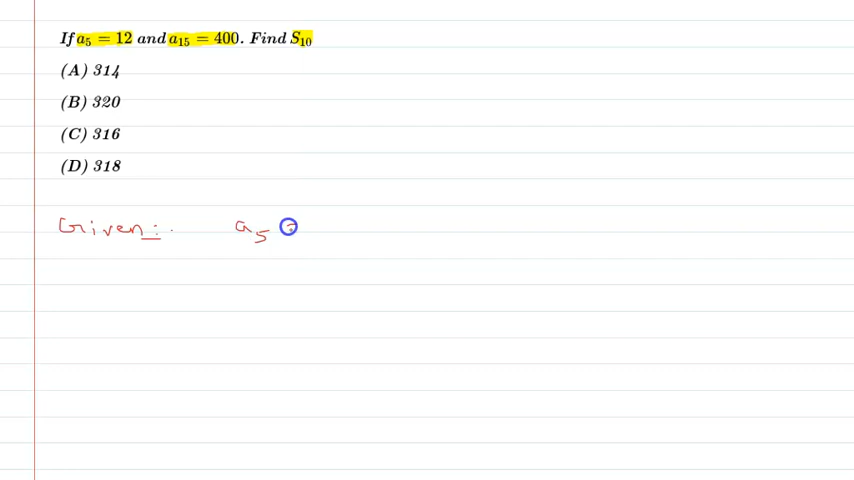 If a₅ = 12 and a₁₅ = 400. Find S₁₀
(A) 314
(B) 320
(C) 316
(D) 318
Given :. a₅